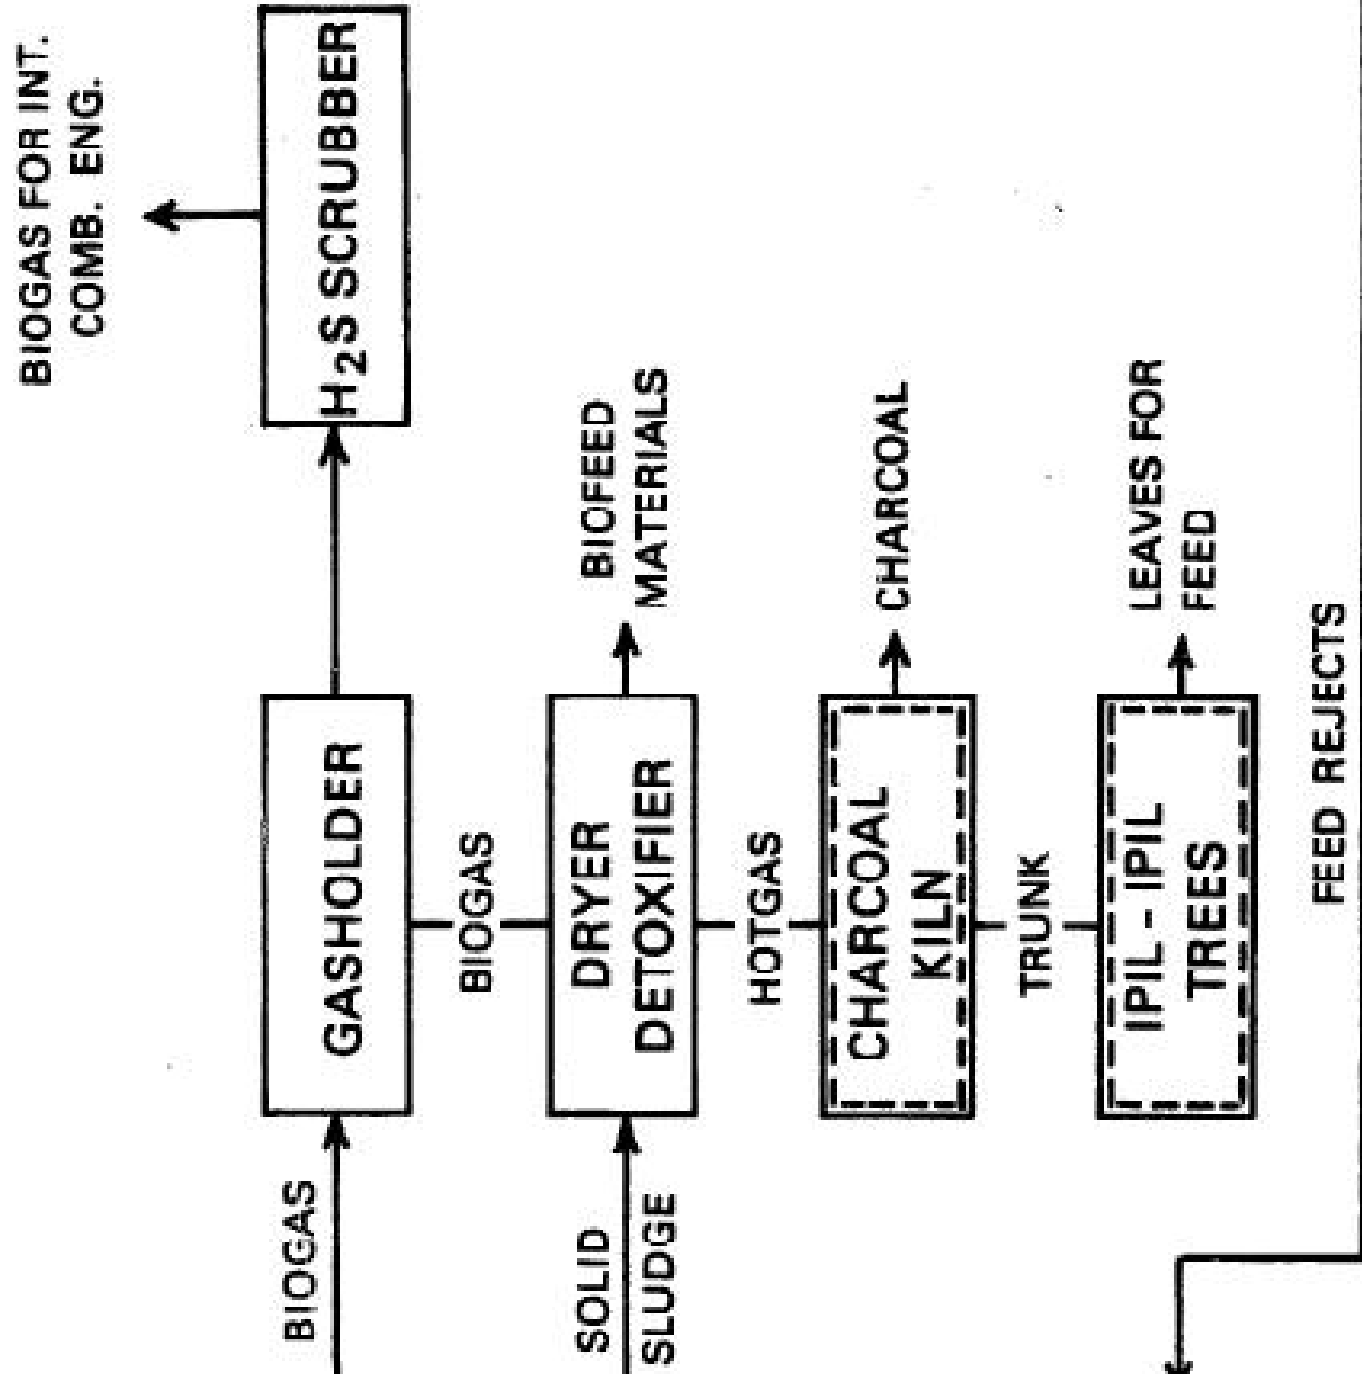 BIOGAS FOR INT.
COMB. ENG.
H₂S SCRUBBER
GASHOLDER
BIOGAS
BIOGAS
BIOFEED
MATERIALS
DRYER
DETOXIFIER
SOLID
SLUDGE
HOTGAS
CHARCOAL
CHARCOAL
KILN
TRUNK
LEAVES FOR
FEED
IPIL - IPIL
TREES
FEED REJECTS